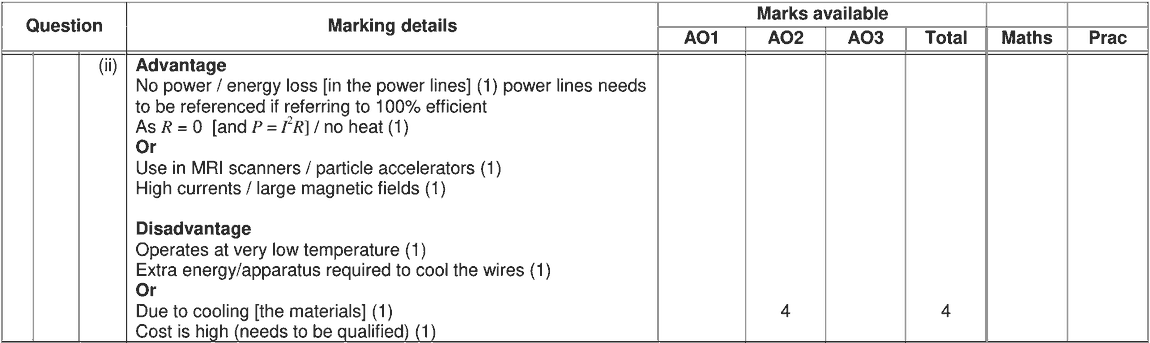 Question Marking details Marks available
AO1 AO2 AO3 Total Maths Prac
(ii) Advantage
No power / energy loss [in the power lines] (1) power lines needs
to be referenced if referring to 100% efficient
As R = 0 [and P = I²R] / no heat (1)
Or
Use in MRI scanners / particle accelerators (1)
High currents / large magnetic fields (1)
Disadvantage
Operates at very low temperature (1)
Extra energy/apparatus required to cool the wires (1)
Or
Due to cooling [the materials] (1) 4 4
Cost is high (needs to be qualified) (1)